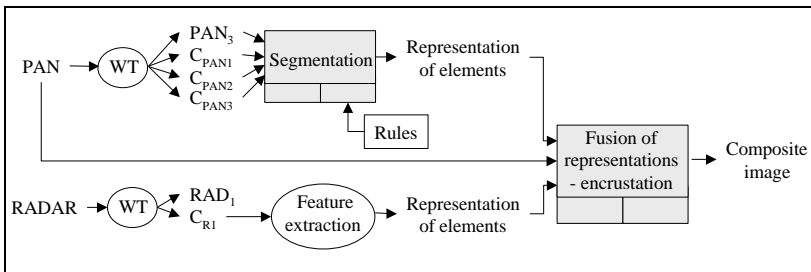 PAN
WT
PAN3
CPAN1
CPAN2
CPAN3
Segmentation
Rules
Representation
of elements
RADAR
WT
RAD1
CR1
Feature
extraction
Representation
of elements
Fusion of
representations
- encrustation
Composite
image